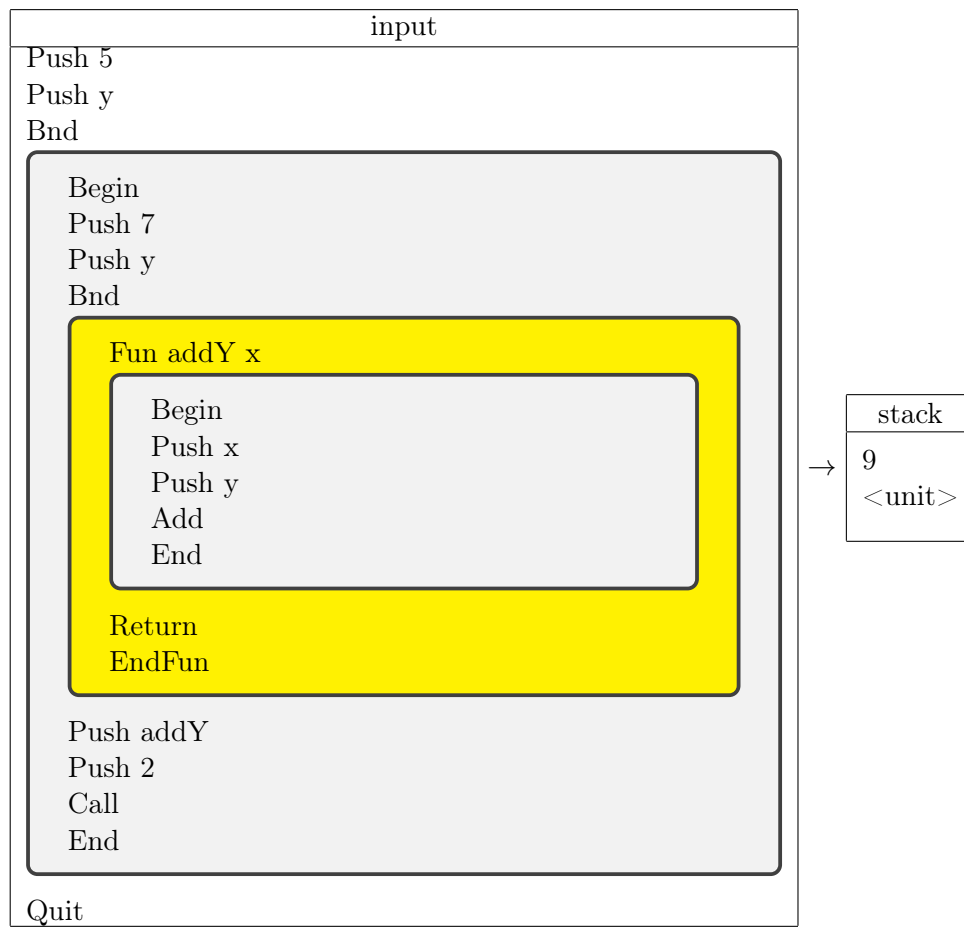 input
Push 5
Push y
Bnd
Begin
Push 7
Push y
Bnd
Fun addY x
Begin
Push x
Push y
Add
End
Return
EndFun
Push addY
Push 2
Call
End
Quit
→
stack
9
<unit>